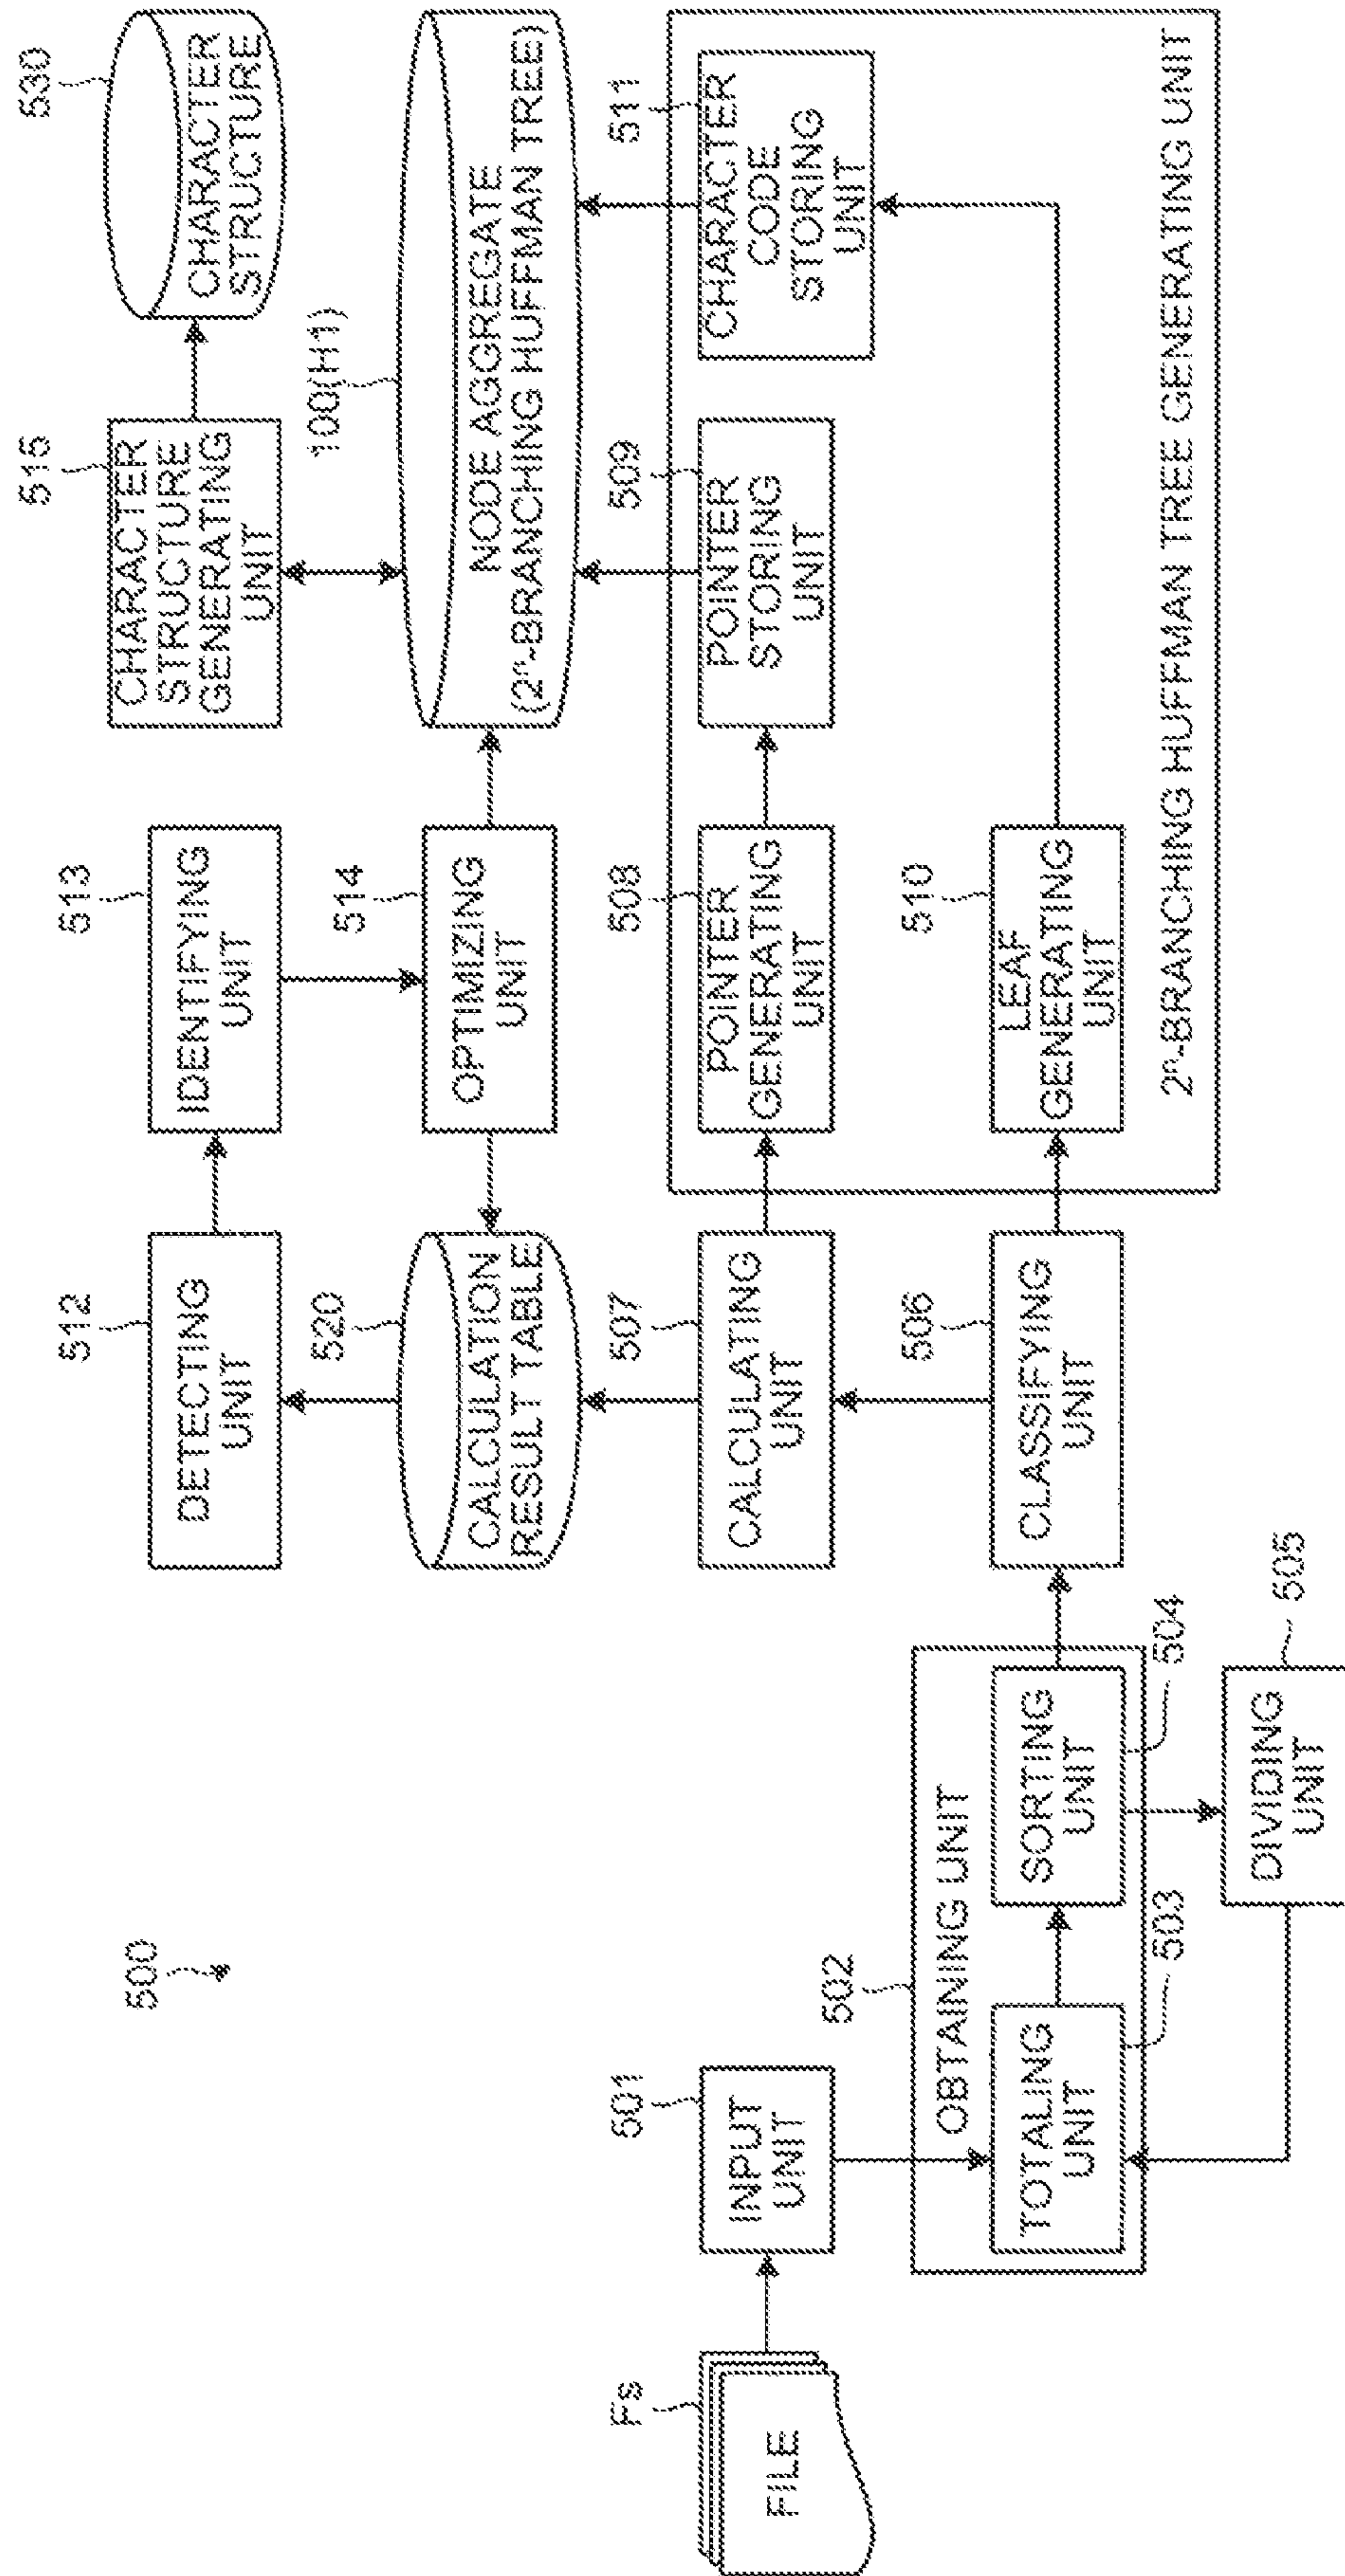 500
Fs
FILE
501
INPUT
UNIT
502
OBTAINING UNIT
TOTALING
UNIT
503
SORTING
UNIT
504
DIVIDING
UNIT
505
512
DETECTING
UNIT
520
CALCULATION
RESULT TABLE
507
CALCULATING
UNIT
506
CLASSIFYING
UNIT
513
IDENTIFYING
UNIT
514
OPTIMIZING
UNIT
508
POINTER
GENERATING
UNIT
510
LEAF
GENERATING
UNIT
515
CHARACTER
STRUCTURE
GENERATING
UNIT
530
CHARACTER
STRUCTURE
100(H1)
NODE AGGREGATE
(2ⁿ-BRANCHING HUFFMAN TREE)
509
POINTER
STORING
UNIT
511
CHARACTER
CODE
STORING
UNIT
2ⁿ-BRANCHING HUFFMAN TREE GENERATING UNIT